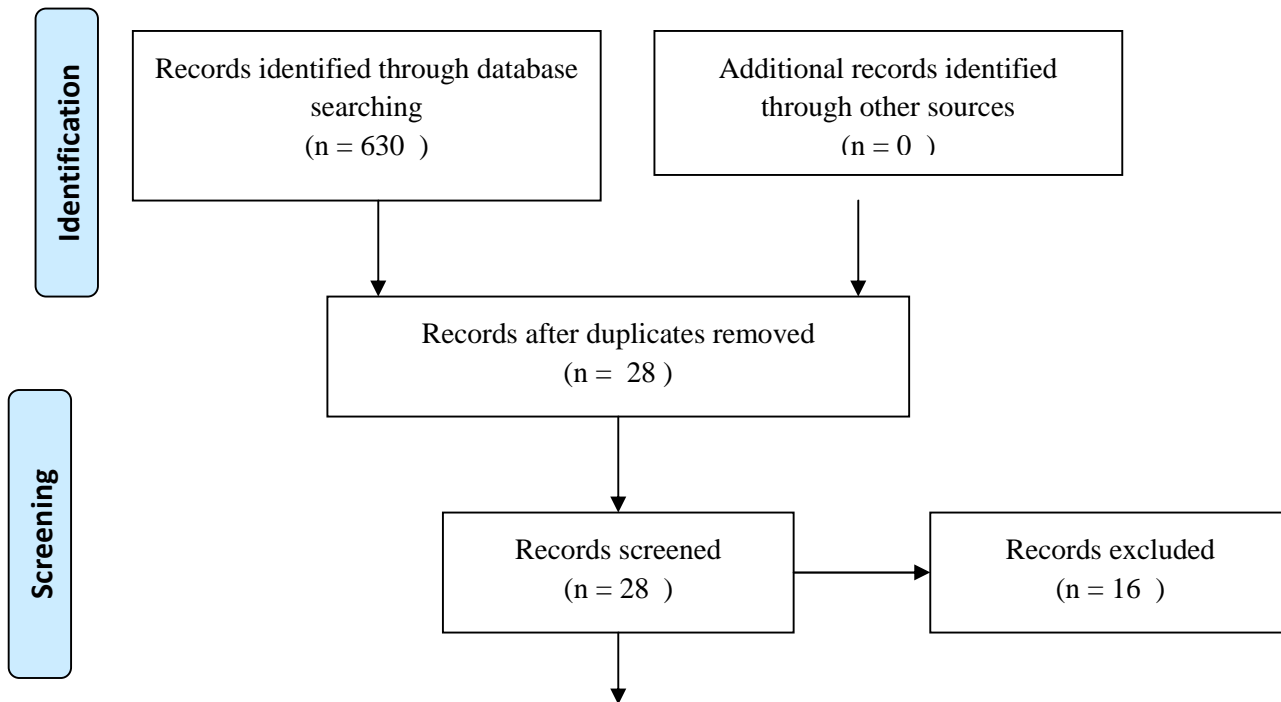 Identification
Records identified through database
searching
(n = 630  )
Additional records identified
through other sources
(n = 0  )
Records after duplicates removed
(n =  28 )
Screening
Records screened
(n = 28  )
Records excluded
(n = 16  )